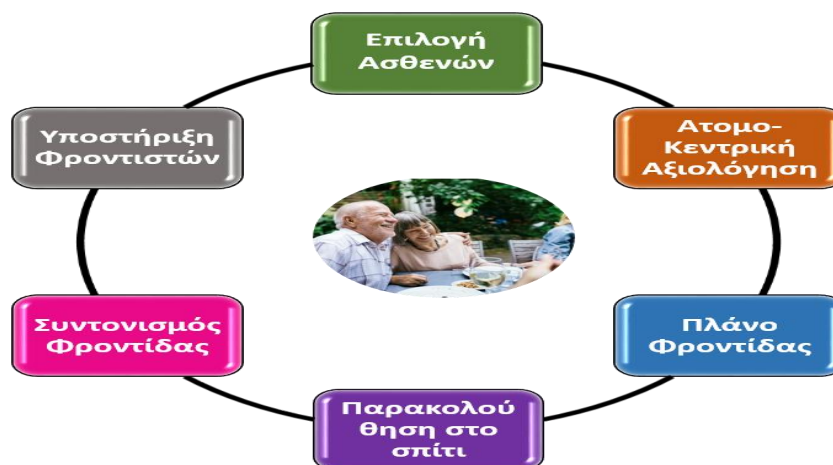 Επιλογή
Ασθενών
Ατομο-
Κεντρική
Αξιολόγηση
Πλάνο
Φροντίδας
Παρακολού
θηση στο
σπίτι
Συντονισμός
Φροντίδας
Υποστήριξη
Φροντιστών